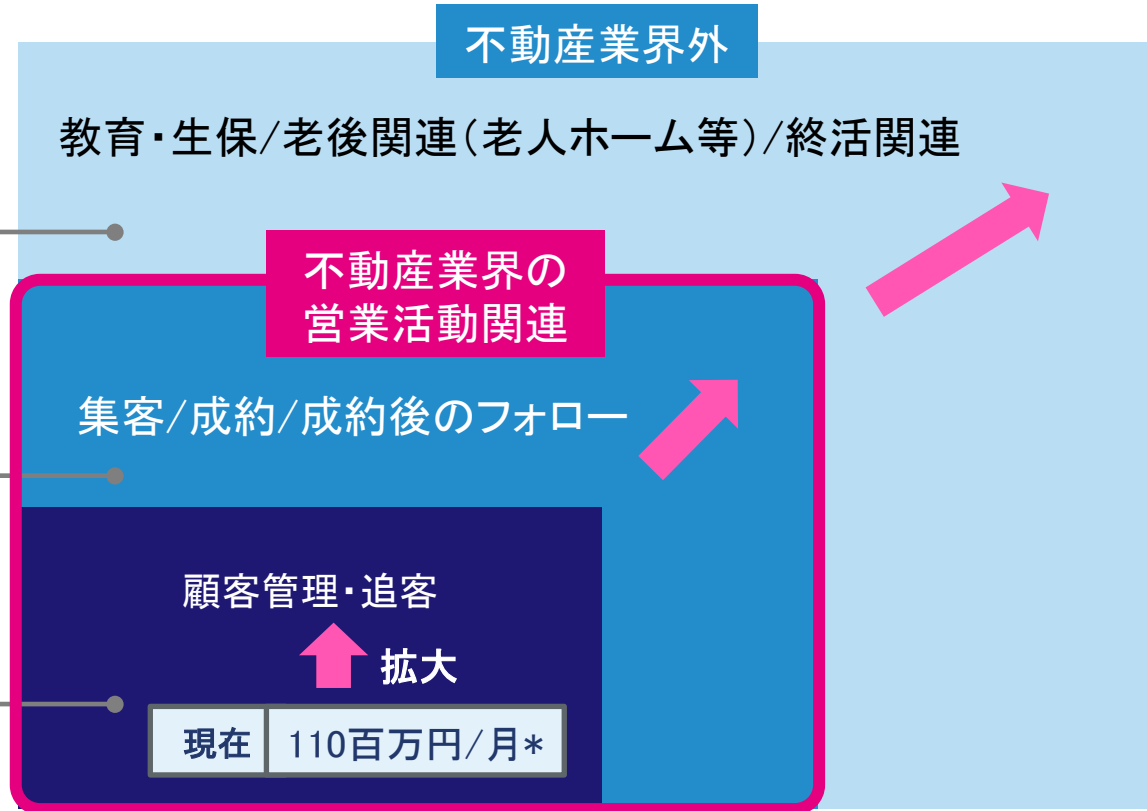 不動産業界外
教育・生保/老後関連(老人ホーム等)/終活関連
不動産業界の
営業活動関連
集客/成約/成約後のフォロー
顧客管理・追客
拡大
現在 110百万円/月*